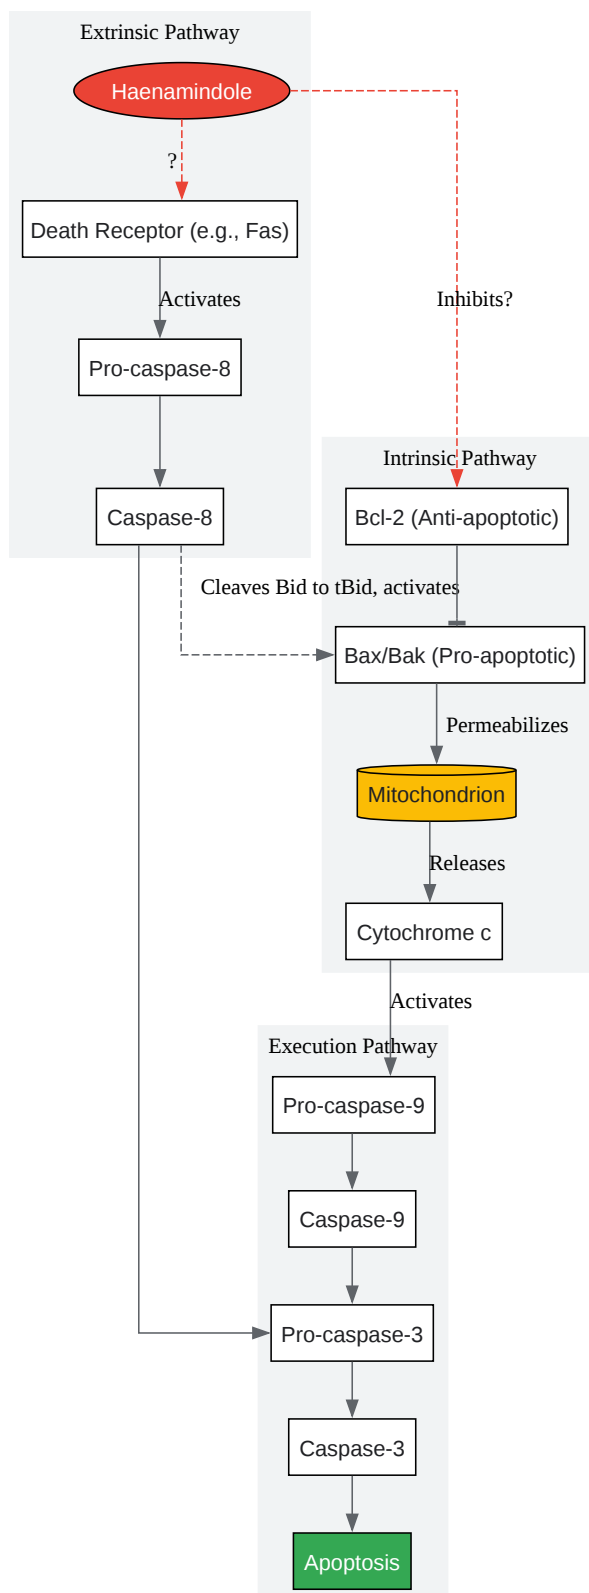 Extrinsic Pathway
Haenamindole
?
Death Receptor (e.g., Fas)
Activates
Inhibits?
Pro-caspase-8
Intrinsic Pathway
Caspase-8
Bcl-2 (Anti-apoptotic)
Cleaves Bid to tBid, activates
Bax/Bak (Pro-apoptotic)
Permeabilizes
Mitochondrion
Releases
Cytochrome c
Activates
Execution Pathway
Pro-caspase-9
Caspase-9
Pro-caspase-3
Caspase-3
Apoptosis